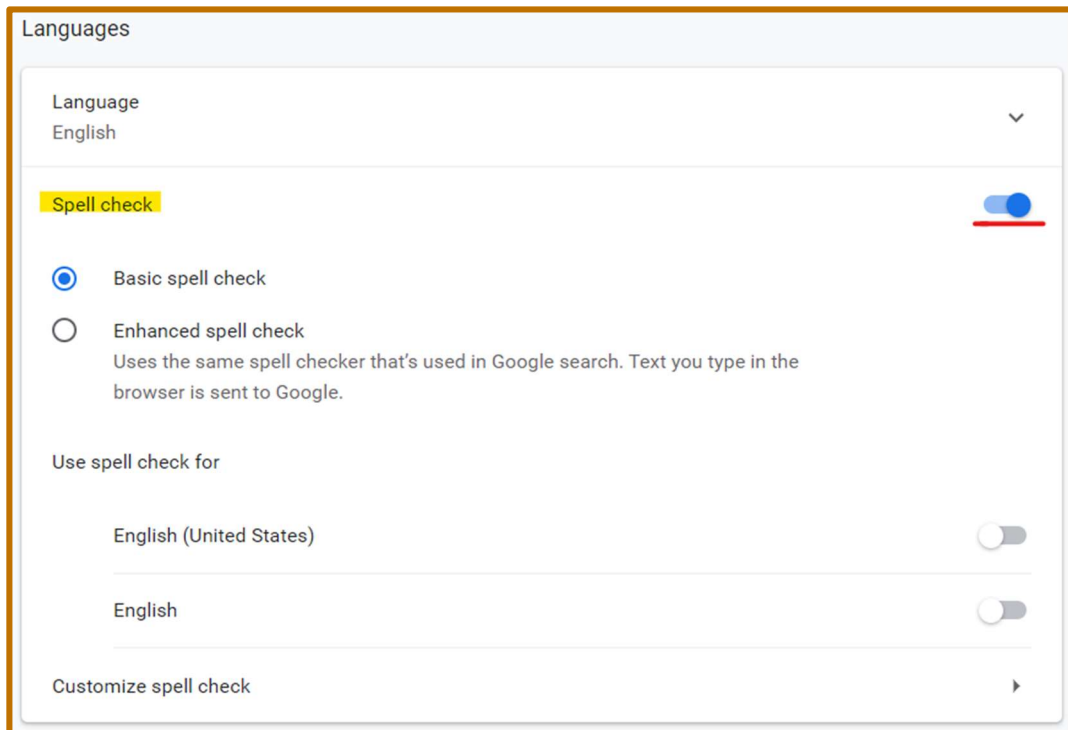 Languages
Language
English
Spell check
Basic spell check
Enhanced spell check
Uses the same spell checker that's used in Google search. Text you type in the
browser is sent to Google.
Use spell check for
English (United States)
English
Customize spell check